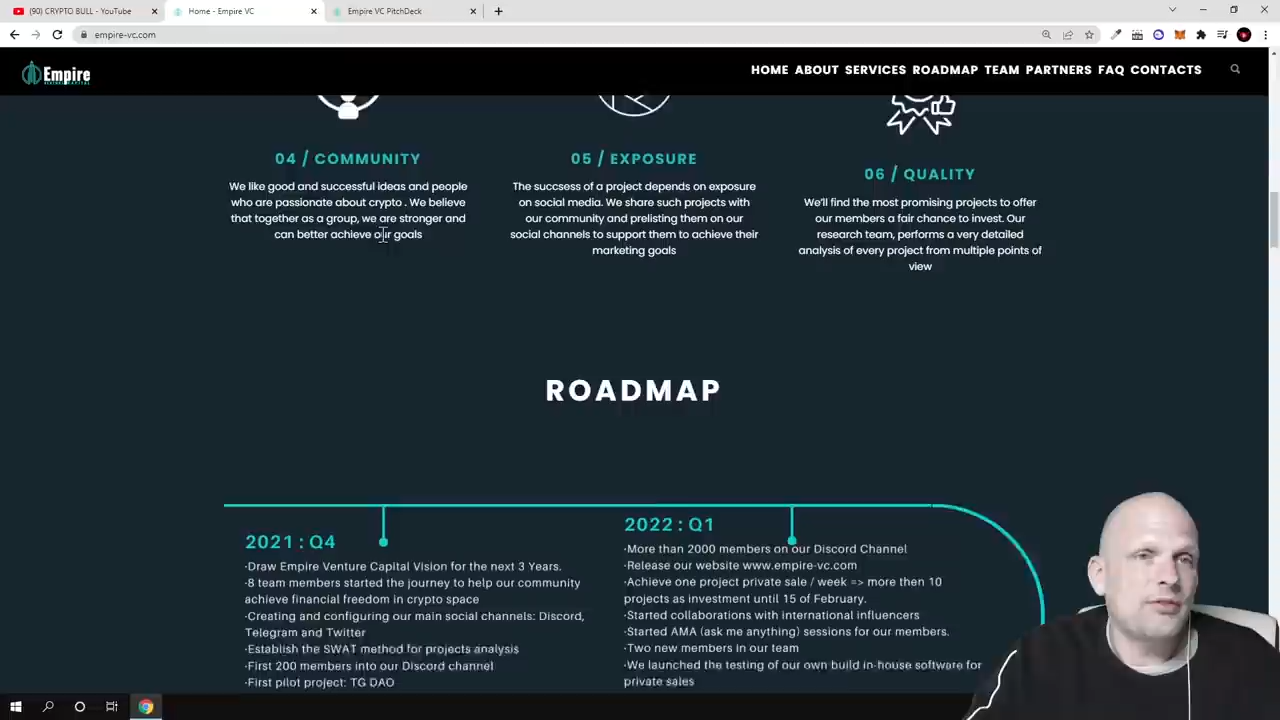 (90) CRYPTO BULL - YouTube
Home - Empire VC
Empire VC PitchDeck
empire-vc.com
Empire
HOME ABOUT SERVICES ROADMAP TEAM PARTNERS FAQ CONTACTS
04 / COMMUNITY
We like good and successful ideas and people
who are passionate about crypto . We believe
that together as a group, we are stronger and
can better achieve our goals
05 / EXPOSURE
The succsess of a project depends on exposure
on social media. We share such projects with
our community and prelisting them on our
social channels to support them to achieve their
marketing goals
06 / QUALITY
We'll find the most promising projects to offer
our members a fair chance to invest. Our
research team, performs a very detailed
analysis of every project from multiple points of
view
ROADMAP
2021 : Q4
·Draw Empire Venture Capital Vision for the next 3 Years.
·8 team members started the journey to help our community
achieve financial freedom in crypto space
·Creating and configuring our main social channels: Discord,
Telegram and Twitter
·Establish the SWAT method for projects analysis
·First 200 members into our Discord channel
·First pilot project: TG DAO
2022 : Q1
·More than 2000 members on our Discord Channel
·Release our website www.empire-vc.com
·Achieve one project private sale / week => more then 10
projects as investment until 15 of February.
·Started collaborations with international influencers
·Started AMA (ask me anything) sessions for our members.
·Two new members in our team
·We launched the testing of our own build in-house software for
private sales